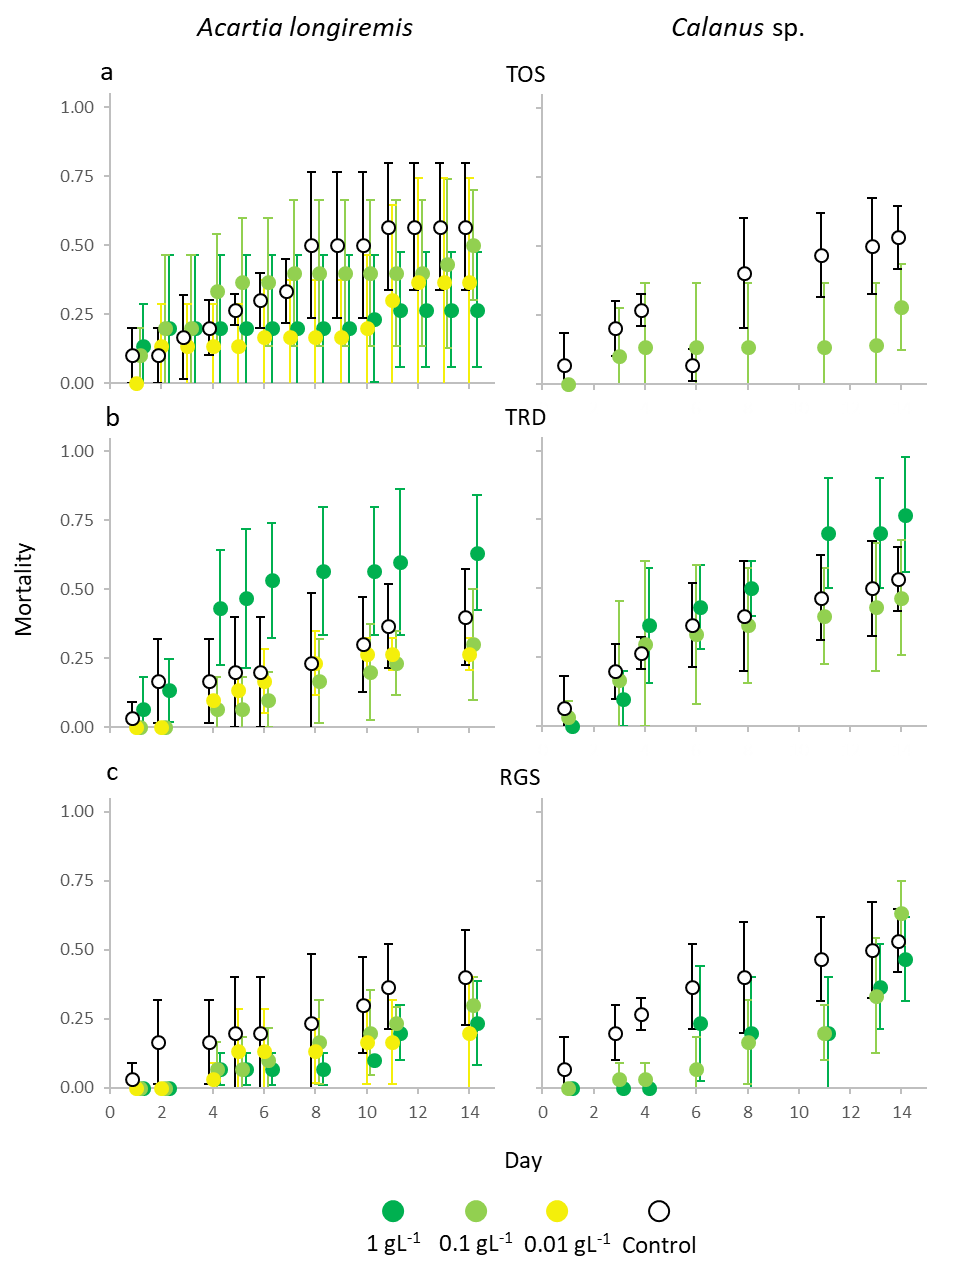 Acartia longiremis
Calanus sp.
a
TOS
1.00
0.75
0.50
0.25
0.00
b
TRD
1.00
0.75
0.50
0.25
0.00
Mortality
c
RGS
1.00
0.75
0.50
0.25
0.00
0 2 4 6 8 10 12 14
0 2 4 6 8 10 12 14
Day
1 gL⁻¹ 0.1 gL⁻¹ 0.01 gL⁻¹ Control